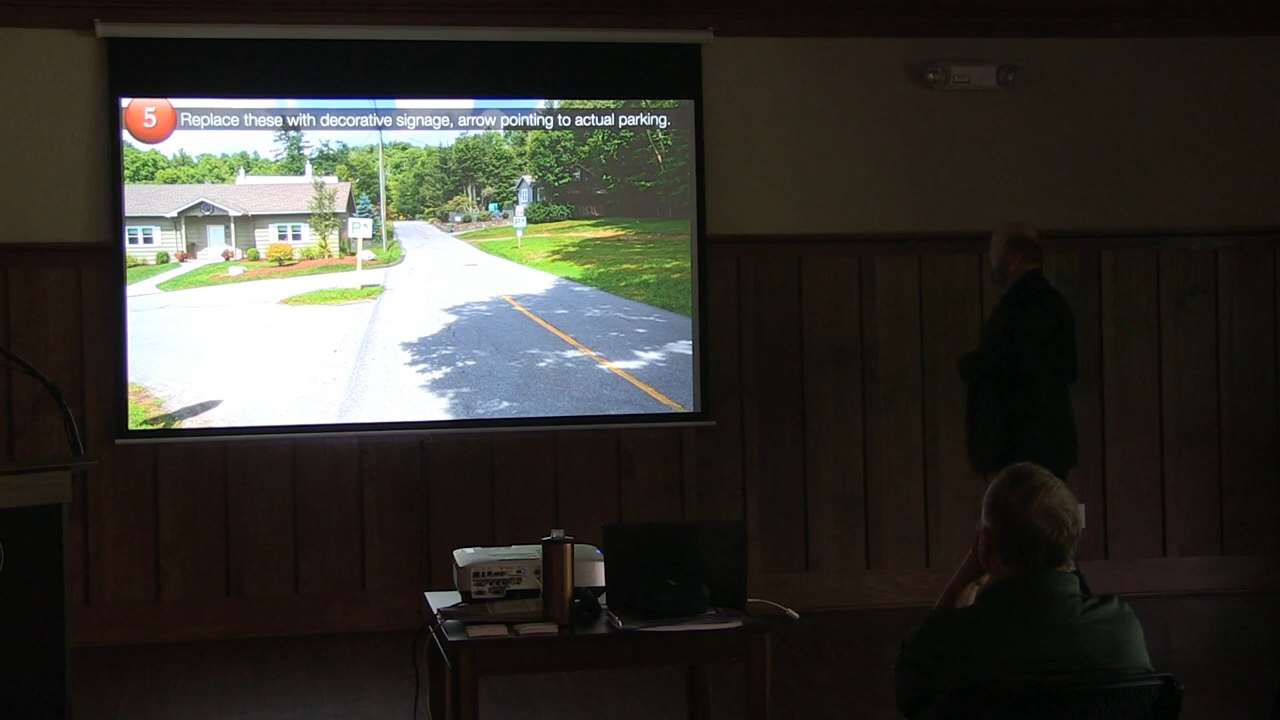 5
Replace these with decorative signage, arrow pointing to actual parking.
P
P